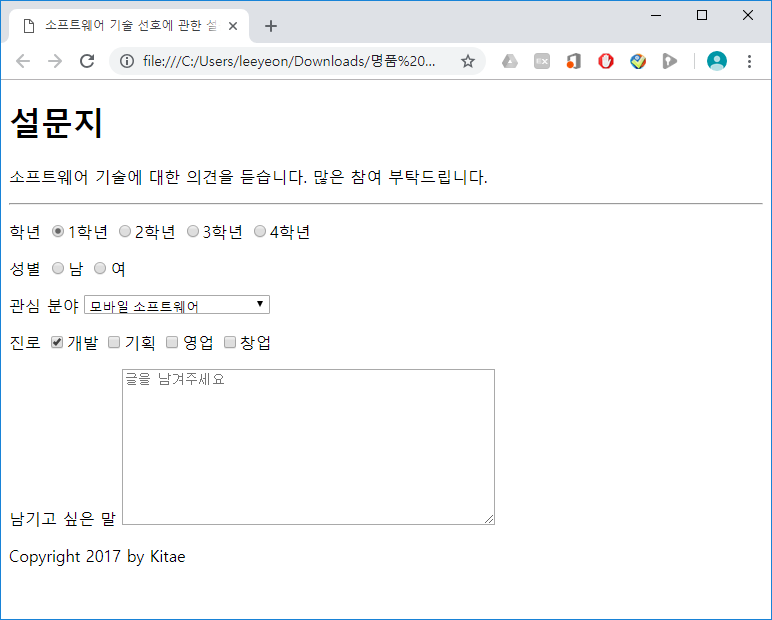 소프트웨어 기술 선호에 관한 설
file:///C:/Users/leeyeon/Downloads/명품%20...
설문지
소프트웨어 기술에 대한 의견을 듣습니다. 많은 참여 부탁드립니다.
학년 1학년 2학년 3학년 4학년
성별 남 여
관심 분야 모바일 소프트웨어
진로 개발 기획 영업 창업
글을 남겨주세요
남기고 싶은 말
Copyright 2017 by Kitae